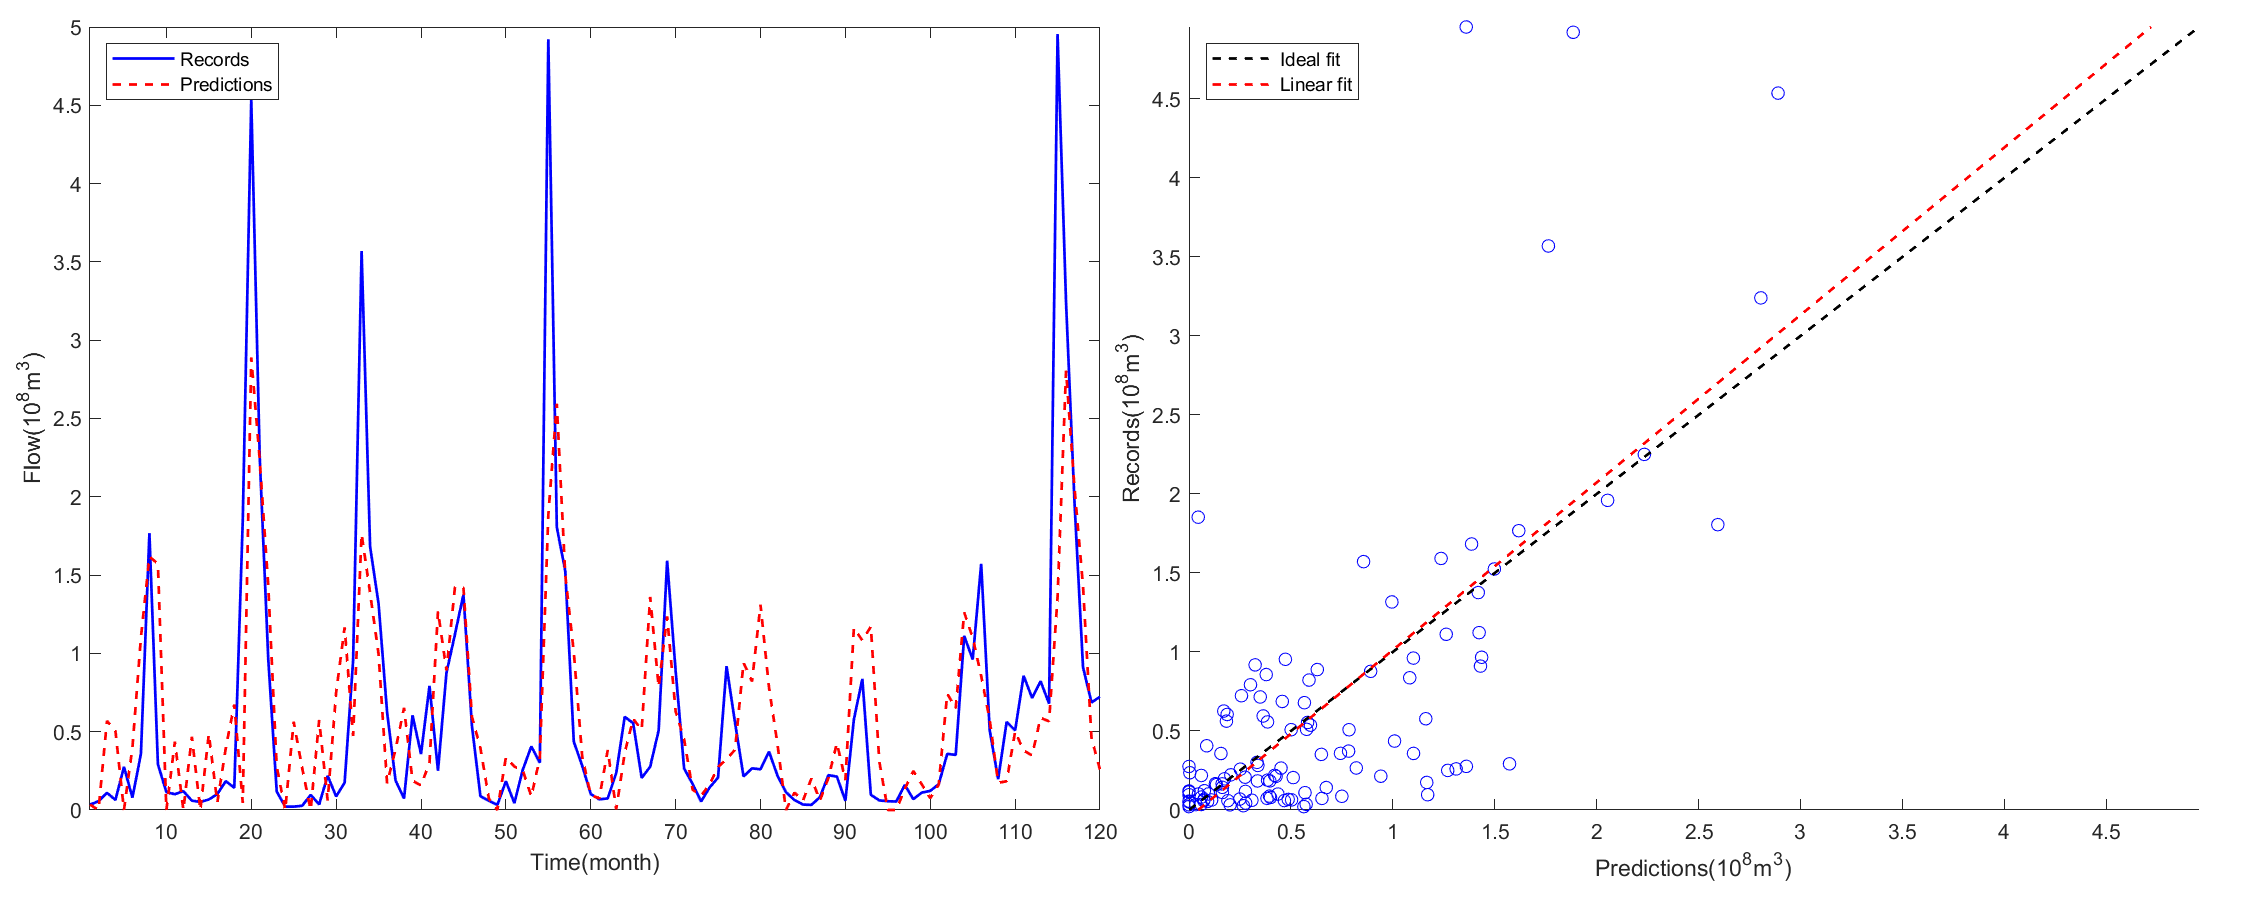 Flow(10^8m^3)
5
4.5
4
3.5
3
2.5
2
1.5
1
0.5
0
Records
Predictions
10 20 30 40 50 60 70 80 90 100 110 120
Time(month)
Records(10^8m^3)
4.5
4
3.5
3
2.5
2
1.5
1
0.5
0
Ideal fit
Linear fit
0 0.5 1 1.5 2 2.5 3 3.5 4 4.5
Predictions(10^8m^3)